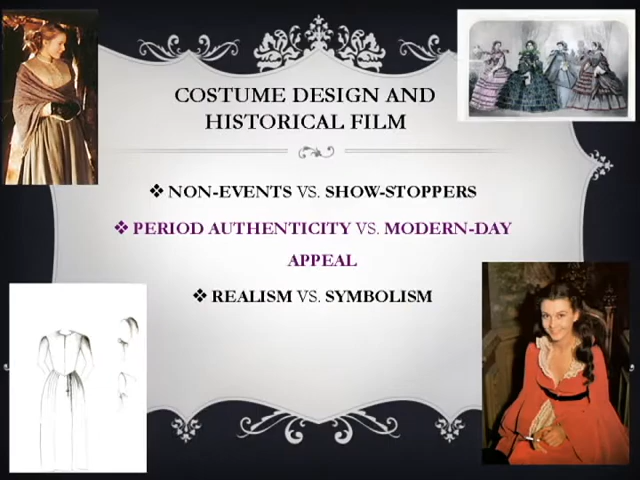 COSTUME DESIGN AND
HISTORICAL FILM
❖ NON-EVENTS VS. SHOW-STOPPERS
❖ PERIOD AUTHENTICITY VS. MODERN-DAY
APPEAL
❖ REALISM VS. SYMBOLISM